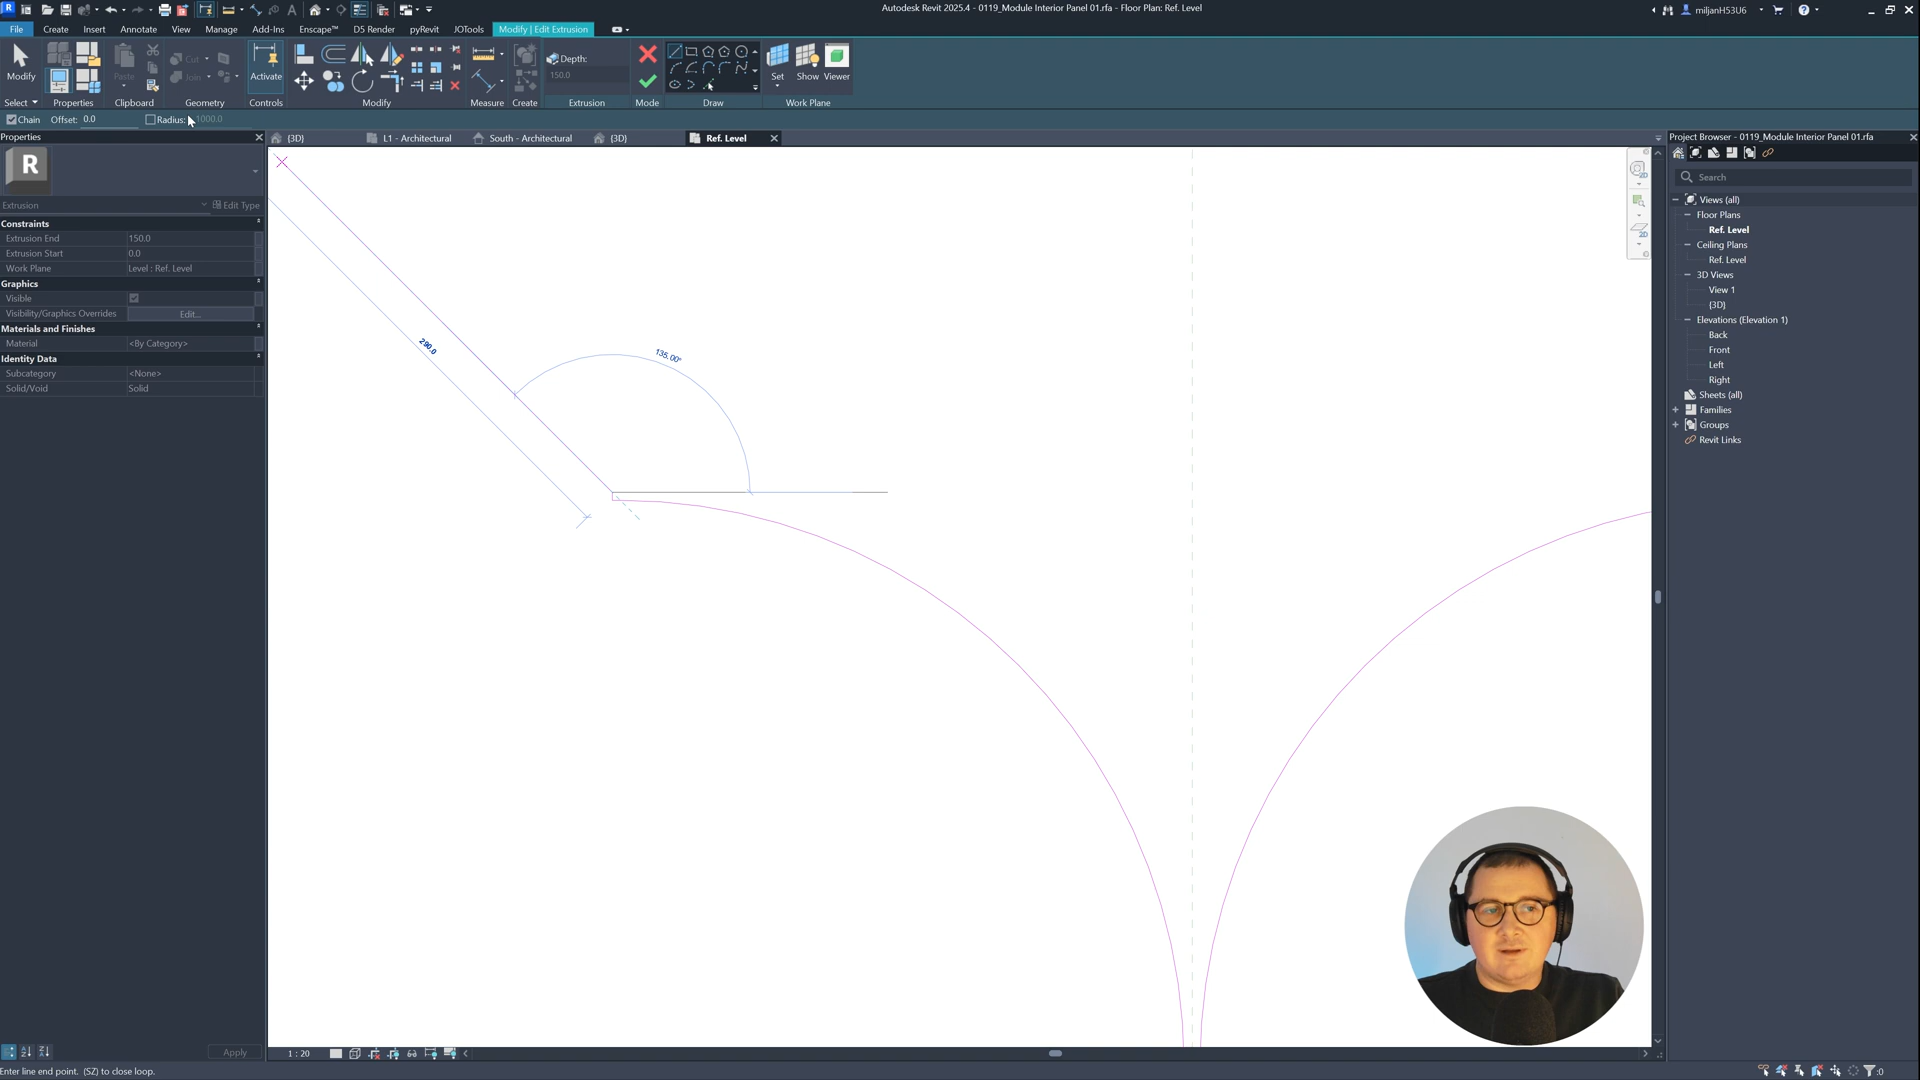 Autodesk Revit 2025.4 - 0119_Module Interior Panel 01.rfa - Floor Plan: Ref. Level
miljanH53U6
File
Create
Insert
Annotate
View
Manage
Add-Ins
Enscape™
D5 Render
pyRevit
JOTools
Modify | Edit Extrusion
Modify
Paste
Cut
Join
Activate
Depth:
150.0
Set
Show
Viewer
Select
Properties
Clipboard
Geometry
Controls
Modify
Measure
Create
Extrusion
Mode
Draw
Work Plane
Chain
Offset:
0.0
Radius:
1000.0
Properties
R
Extrusion
Edit Type
Constraints
Extrusion End
150.0
Extrusion Start
0.0
Work Plane
Level : Ref. Level
Graphics
Visible
Visibility/Graphics Overrides
Edit...
Materials and Finishes
Material
<By Category>
Identity Data
Subcategory
<None>
Solid/Void
Solid
Apply
{3D}
L1 - Architectural
South - Architectural
{3D}
Ref. Level
290.0
135.00°
2D
2D
Project Browser - 0119_Module Interior Panel 01.rfa
Search
Views (all)
Floor Plans
Ref. Level
Ceiling Plans
Ref. Level
3D Views
View 1
{3D}
Elevations (Elevation 1)
Back
Front
Left
Right
Sheets (all)
Families
Groups
Revit Links
1 : 20
Enter line end point. (SZ) to close loop.
:0